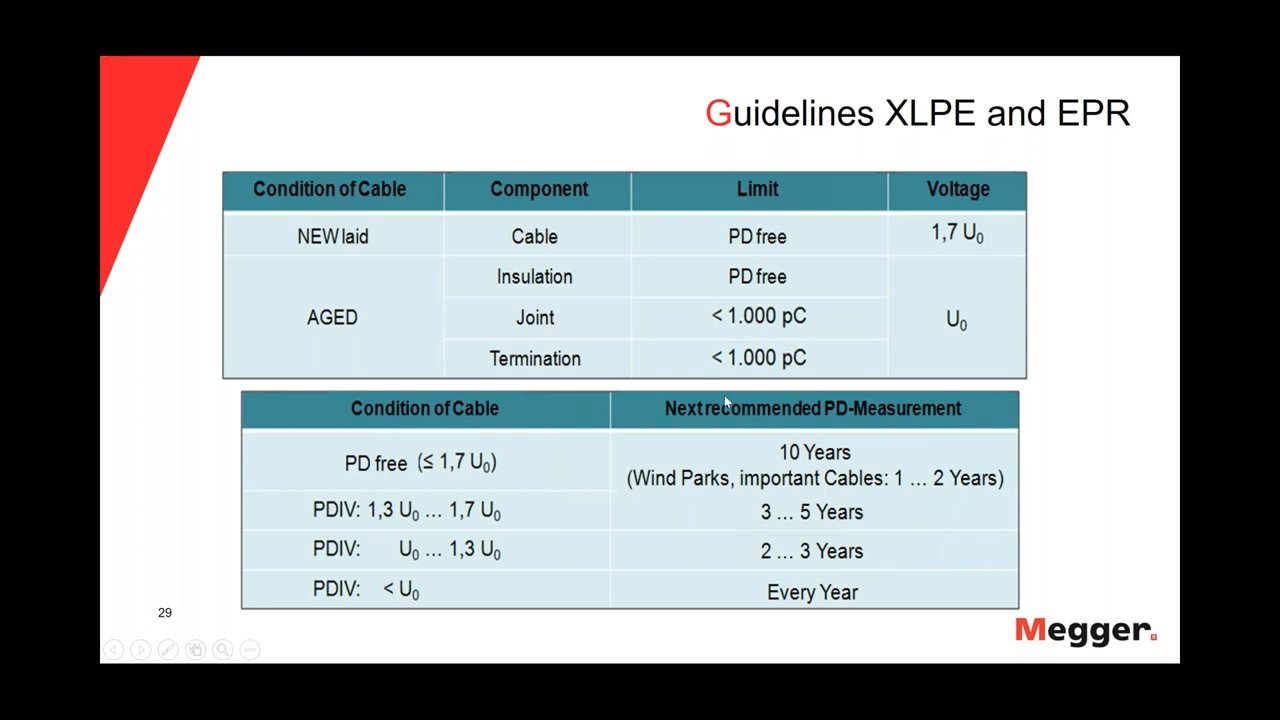 Guidelines XLPE and EPR
Condition of Cable Component Limit Voltage
NEW laid Cable PD free 1,7 U₀
AGED Insulation PD free U₀
Joint < 1.000 pC
Termination < 1.000 pC
Condition of Cable Next recommended PD-Measurement
PD free (≤ 1,7 U₀) 10 Years
(Wind Parks, important Cables: 1 … 2 Years)
PDIV: 1,3 U₀ … 1,7 U₀ 3 … 5 Years
PDIV: U₀ … 1,3 U₀ 2 … 3 Years
PDIV: < U₀ Every Year
29
Megger.